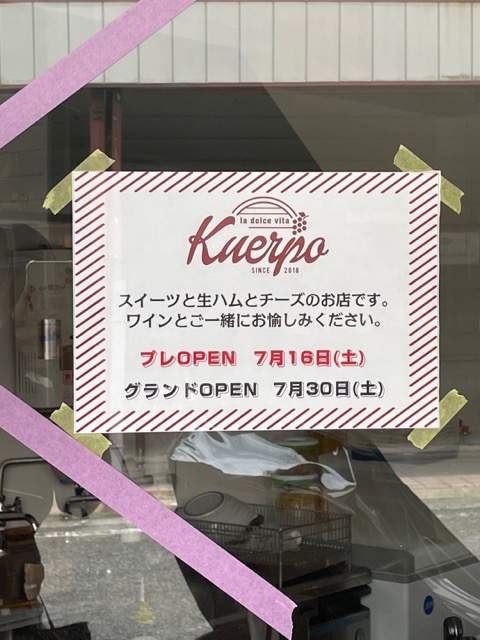 la dolce vita
Kuerpo
SINCE 2018
スイーツと生ハムとチーズのお店です。
ワインとご一緒にお愉しみください。
プレOPEN 7月16日(土)
グランドOPEN 7月30日(土)